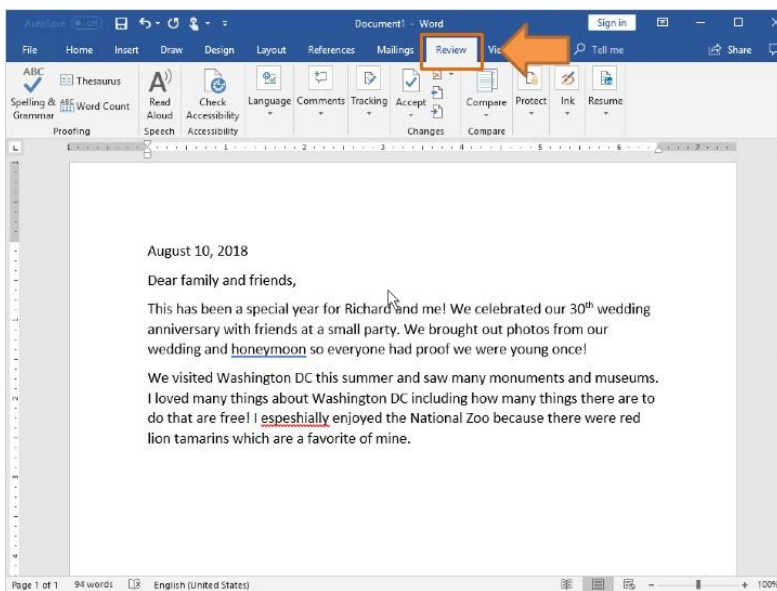 AutoSave Off Document1 - Word Sign in
File Home Insert Draw Design Layout References Mailings Review Tell me Share
ABC Thesaurus Read Aloud Check Accessibility Language Comments Tracking Accept Compare Protect Ink Resume
Spelling & Grammar ABC 123 Word Count
Proofing Speech Accessibility Changes Compare
August 10, 2018
Dear family and friends,
This has been a special year for Richard and me! We celebrated our 30th wedding
anniversary with friends at a small party. We brought out photos from our
wedding and honeymoon so everyone had proof we were young once!
We visited Washington DC this summer and saw many monuments and museums.
I loved many things about Washington DC including how many things there are to
do that are free! I espeshially enjoyed the National Zoo because there were red
lion tamarins which are a favorite of mine.
Page 1 of 1 94 words English (United States) 100%